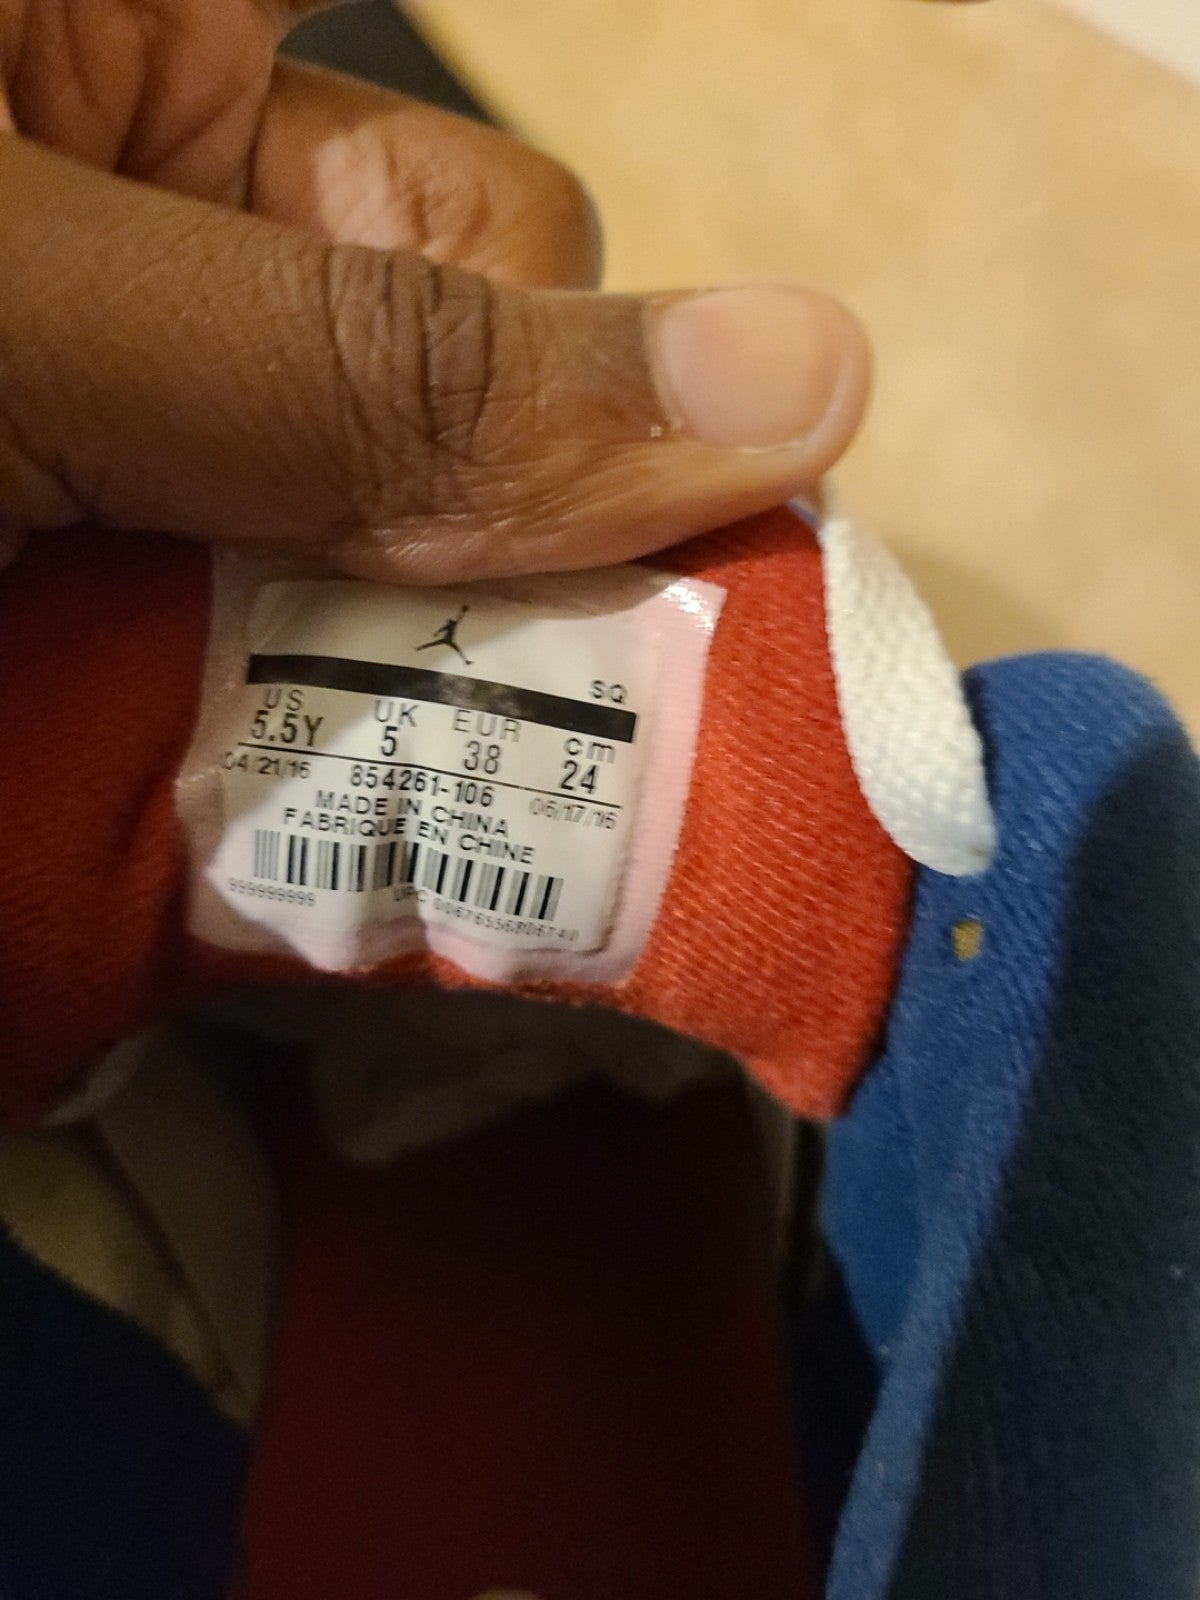 SQ
US UK EUR cm
5.5Y 5 38 24
04/21/16 854261-106 06/17/16
MADE IN CHINA
FABRIQUE EN CHINE
999999999 UPC